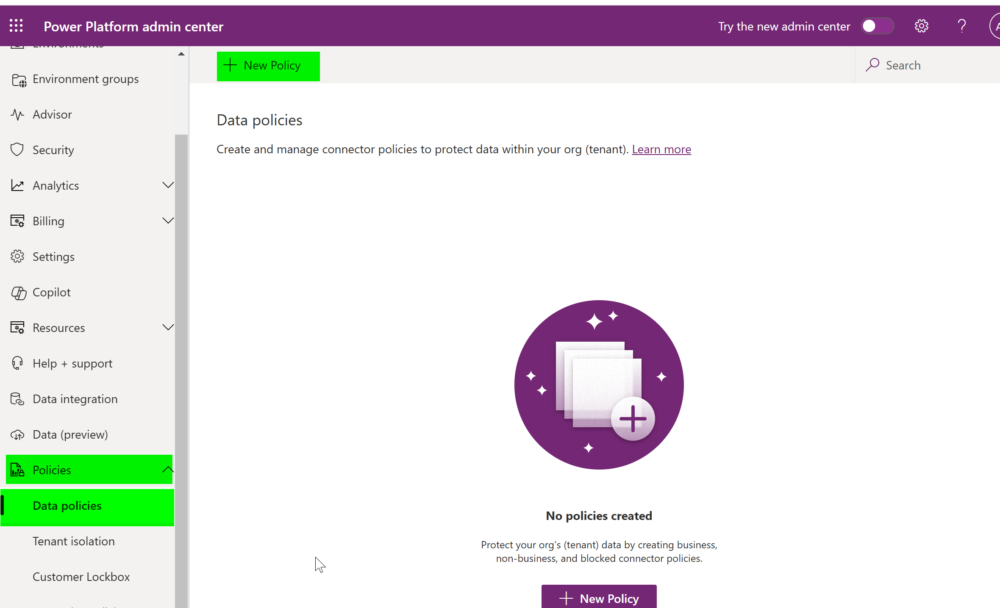 Power Platform admin center
Try the new admin center
Environments
Environment groups
Advisor
Security
Analytics
Billing
Settings
Copilot
Resources
Help + support
Data integration
Data (preview)
Policies
Data policies
Tenant isolation
Customer Lockbox
New Policy
Search
Data policies
Create and manage connector policies to protect data within your org (tenant). Learn more
No policies created
Protect your org’s (tenant) data by creating business,
non-business, and blocked connector policies.
New Policy